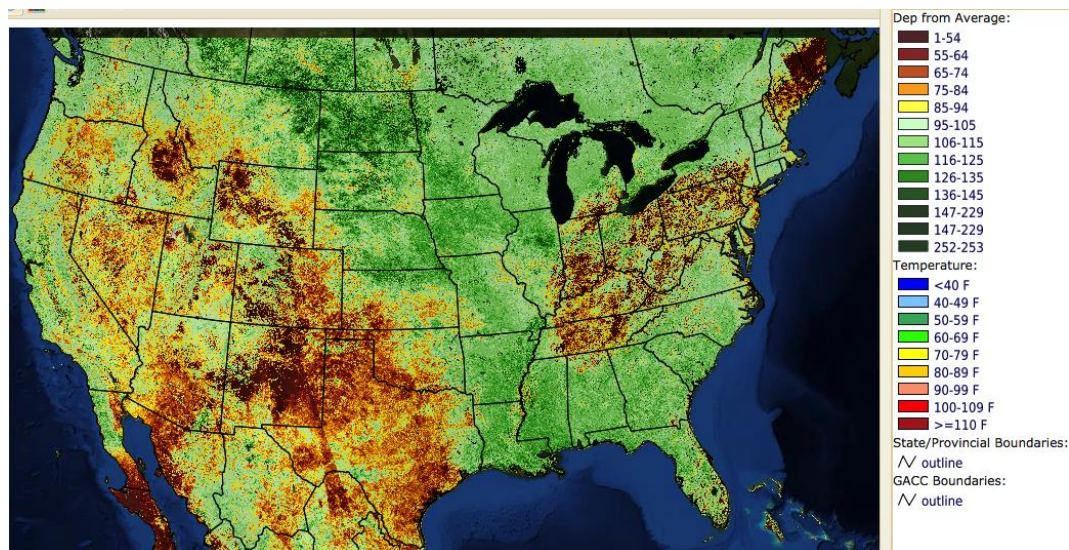 Dep from Average:
1-54
55-64
65-74
75-84
85-94
95-105
106-115
116-125
126-135
136-145
147-229
147-229
252-253
Temperature:
<40 F
40-49 F
50-59 F
60-69 F
70-79 F
80-89 F
90-99 F
100-109 F
>=110 F
State/Provincial Boundaries:
outline
GACC Boundaries:
outline